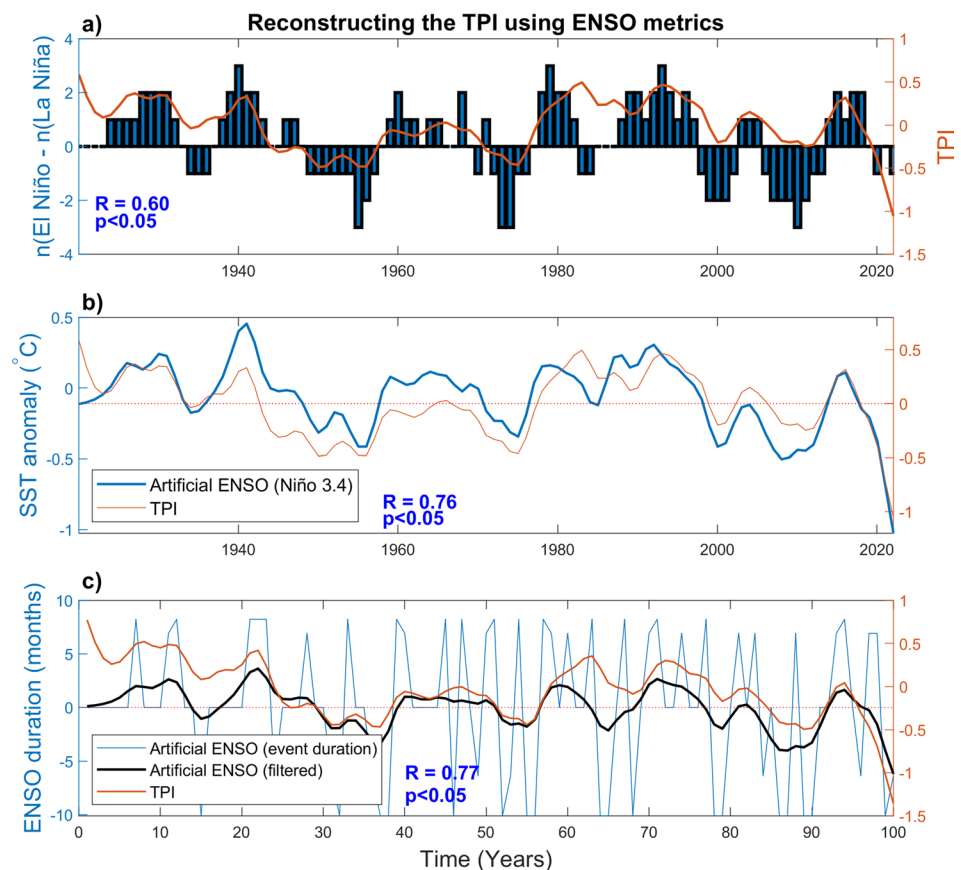 Reconstructing the TPI using ENSO metrics
a)
n(El Niño - n(La Niña)
4
2
0
-2
-4
1
0.5
0
-0.5
-1
-1.5
TPI
R = 0.60
p<0.05
1940 1960 1980 2000 2020
b)
SST anomaly (°C)
0.5
0
-0.5
-1
0.5
0
-0.5
-1
Artificial ENSO (Niño 3.4)
TPI
R = 0.76
p<0.05
1940 1960 1980 2000 2020
c)
ENSO duration (months)
10
5
0
-5
-10
1
0.5
0
-0.5
-1
-1.5
Artificial ENSO (event duration)
Artificial ENSO (filtered)
TPI
R = 0.77
p<0.05
0 10 20 30 40 50 60 70 80 90 100
Time (Years)